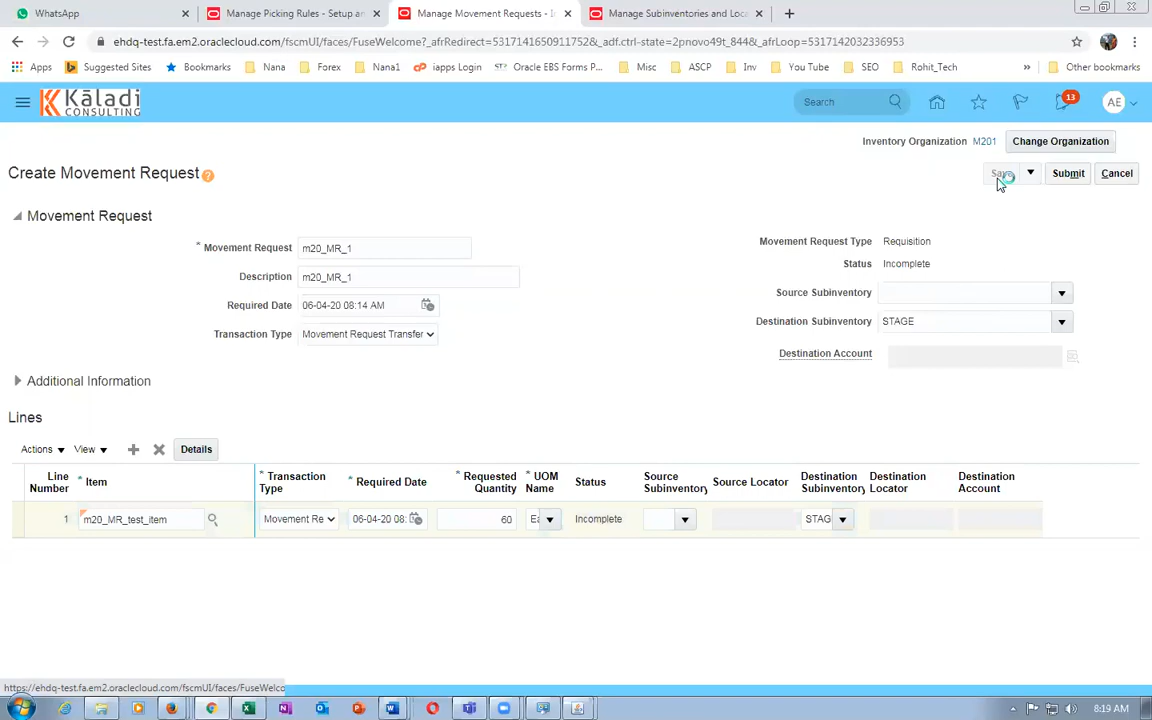 WhatsApp
Manage Picking Rules - Setup an
Manage Movement Requests - I
Manage Subinventories and Loca
ehdq-test.fa.em2.oraclecloud.com/fscmUI/faces/FuseWelcome?_afrRedirect=5317141650911752&_adf.ctrl-state=2pnovo49t_844&_afrLoop=5317142032336953
Apps Suggested Sites Bookmarks Nana Forex Nana1 iapps Login Oracle EBS Forms P... Misc ASCP Inv You Tube SEO Rohit_Tech » Other bookmarks
Kāladi
CONSULTING
Search
13
AE
Inventory Organization M201 Change Organization
Create Movement Request
Save Submit Cancel
Movement Request
* Movement Request m20_MR_1
Description m20_MR_1
Required Date 06-04-20 08:14 AM
Transaction Type Movement Request Transfer
Movement Request Type Requisition
Status Incomplete
Source Subinventory
Destination Subinventory STAGE
Destination Account
Additional Information
Lines
Actions View Details
Line Number * Item * Transaction Type * Required Date * Requested Quantity * UOM Name Status Source Subinventory Source Locator Destination Subinventory Destination Locator Destination Account
1 m20_MR_test_item Movement Re 06-04-20 08: 60 Ea Incomplete STAG
https://ehdq-test.fa.em2.oraclecloud.com/fscmUI/faces/FuseWelco
8:19 AM